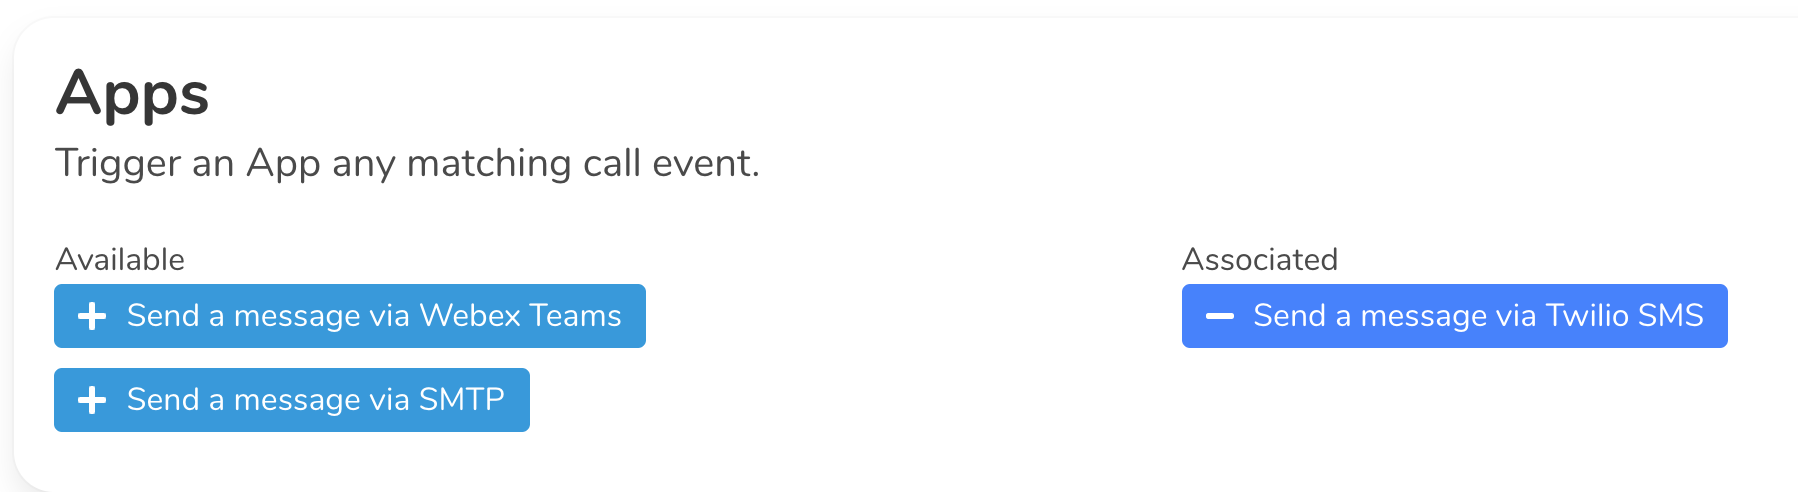 Apps
Trigger an App any matching call event.
Available
Send a message via Webex Teams
Send a message via SMTP
Associated
Send a message via Twilio SMS